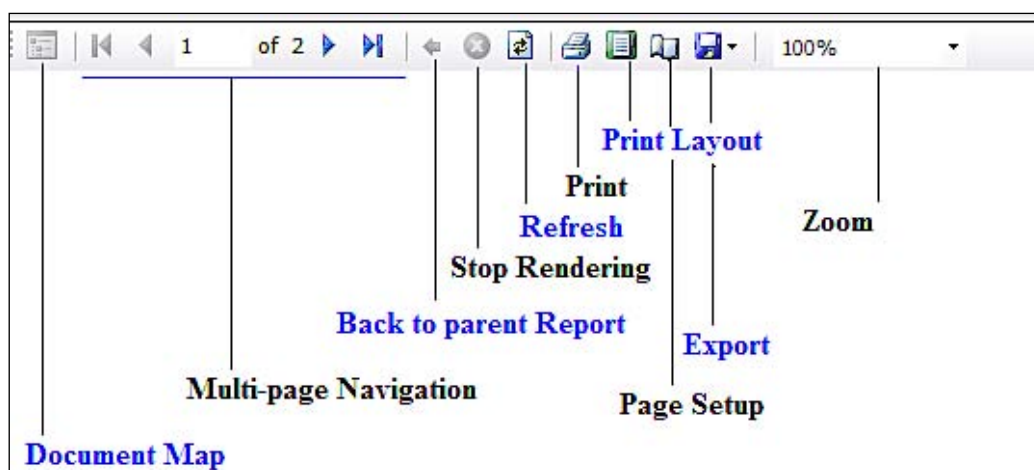 1 of 2 100%
Print Layout
Print
Refresh
Zoom
Stop Rendering
Back to parent Report
Export
Multi-page Navigation
Page Setup
Document Map